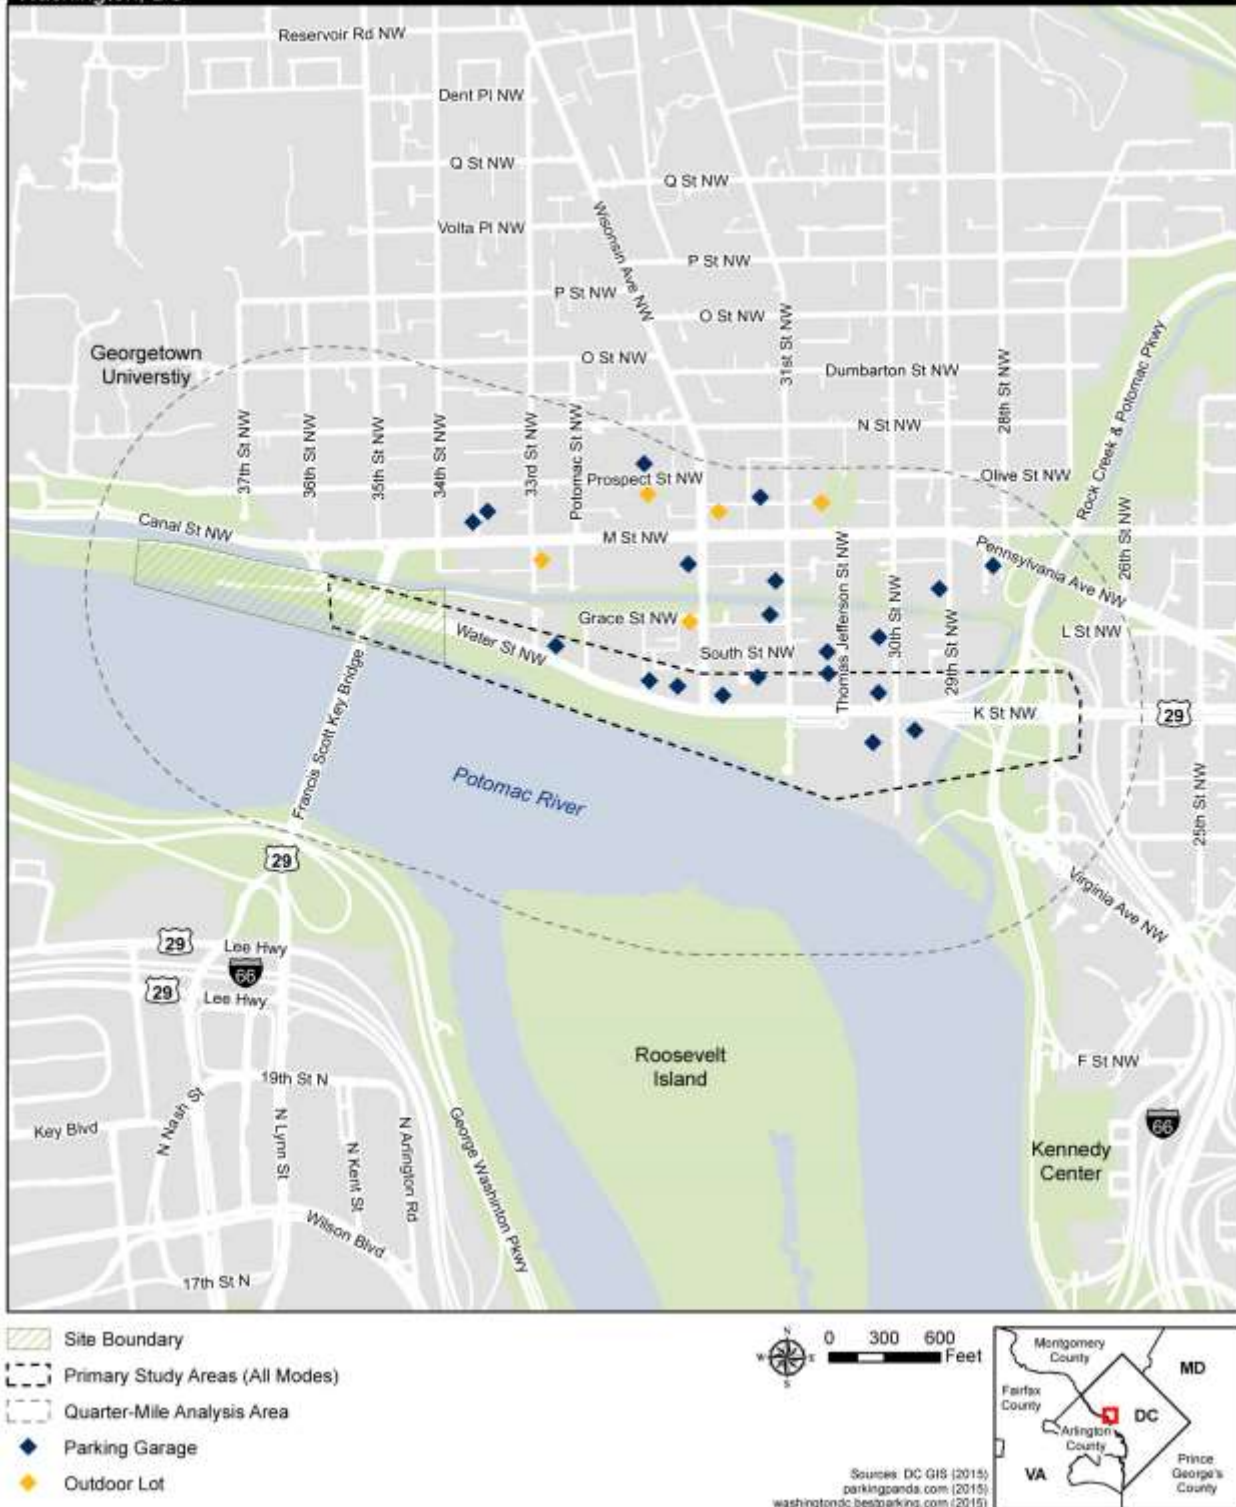 Reservoir Rd NW
Dent Pl NW
Q St NW
Q St NW
Wisonsin Ave NW
Volta Pl NW
P St NW
P St NW
O St NW
31st St NW
Rock Creek & Potomac Pkwy
Georgetown
Universtiy
O St NW
Dumbarton St NW
28th St NW
37th St NW
36th St NW
35th St NW
34th St NW
33rd St NW
Potomac St NW
N St NW
Prospect St NW
Olive St NW
Canal St NW
M St NW
Thomas Jefferson St NW
30th St NW
29th St NW
Pennsylvania Ave NW
26th St NW
Grace St NW
Water St NW
South St NW
L St NW
K St NW
29
Francis Scott Key Bridge
Potomac River
25th St NW
29
Virginia Ave NW
29
Lee Hwy
66
29
Lee Hwy
Roosevelt
Island
F St NW
19th St N
Key Blvd
N Nash St
N Lynn St
N Kent St
N Arlington Rd
George Washinton Pkwy
66
Kennedy
Center
Wilson Blvd
17th St N
Site Boundary
Primary Study Areas (All Modes)
Quarter-Mile Analysis Area
Parking Garage
Outdoor Lot
N
W E
S
0 300 600
Feet
Montgomery
County
MD
Fairfax
County
DC
Arlington
County
VA
Prince
George's
County
Sources: DC GIS (2015)
parkingpanda.com (2015)
washingtondc.bestparking.com (2015)